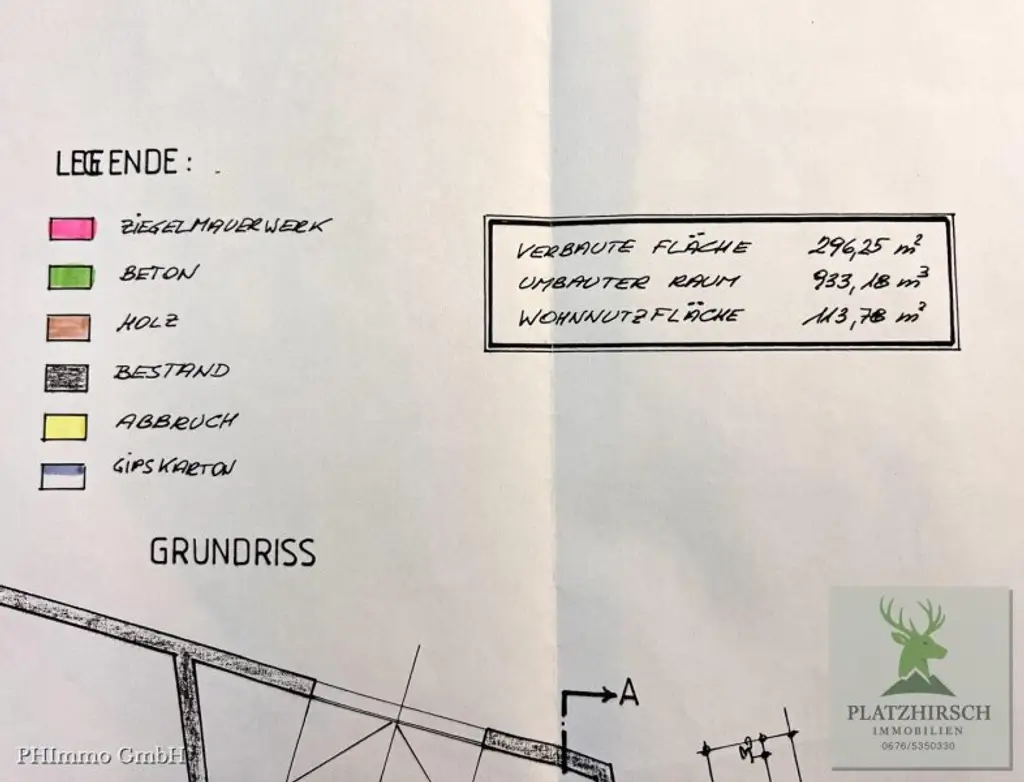 LEGENDE:
ZIEGELMAUERWERK
BETON
HOLZ
BESTAND
ABBRUCH
GIPSKARTON
VERBAUTE FLÄCHE 296,25 m²
UMBAUTER RAUM 933,18 m³
WOHNNUTZFLÄCHE 113,78 m²
GRUNDRISS
A
PLATZHIRSCH
IMMOBILIEN
0676/5350330
PHImmo GmbH